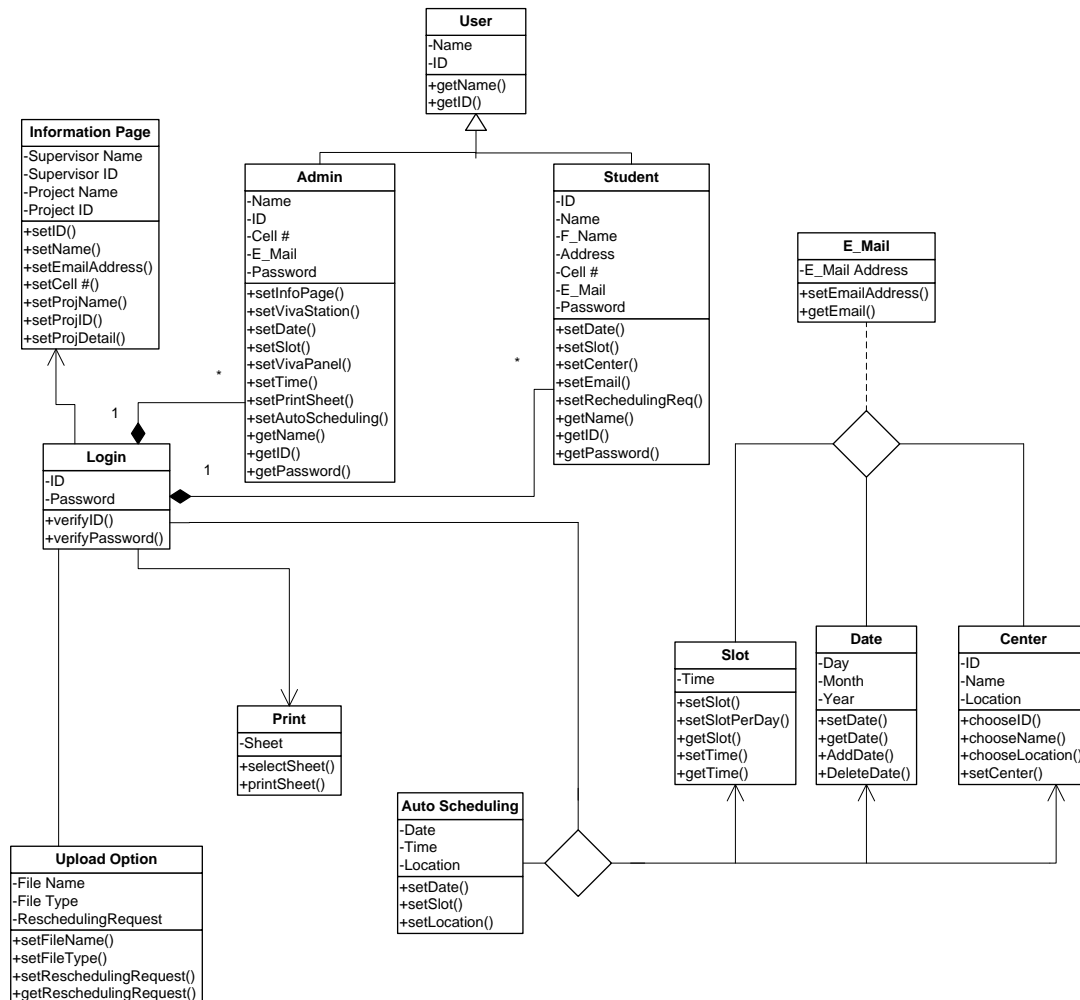 User
-Name
-ID
+getName()
+getID()
Information Page
-Supervisor Name
-Supervisor ID
-Project Name
-Project ID
+setID()
+setName()
+setEmailAddress()
+setCell #()
+setProjName()
+setProjID()
+setProjDetail()
Admin
-Name
-ID
-Cell #
-E_Mail
-Password
+setInfoPage()
+setVivaStation()
+setDate()
+setSlot()
+setVivaPanel()
+setTime()
+setPrintSheet()
+setAutoScheduling()
+getName()
+getID()
+getPassword()
Student
-ID
-Name
-F_Name
-Address
-Cell #
-E_Mail
-Password
+setDate()
+setSlot()
+setCenter()
+setEmail()
+setRechedulingReq()
+getName()
+getID()
+getPassword()
E_Mail
-E_Mail Address
+setEmailAddress()
+getEmail()
*
*
1
1
Login
-ID
-Password
+verifyID()
+verifyPassword()
Slot
-Time
+setSlot()
+setSlotPerDay()
+getSlot()
+setTime()
+getTime()
Date
-Day
-Month
-Year
+setDate()
+getDate()
+AddDate()
+DeleteDate()
Center
-ID
-Name
-Location
+chooseID()
+chooseName()
+chooseLocation()
+setCenter()
Print
-Sheet
+selectSheet()
+printSheet()
Auto Scheduling
-Date
-Time
-Location
+setDate()
+setSlot()
+setLocation()
Upload Option
-File Name
-File Type
-ReschedulingRequest
+setFileName()
+setFileType()
+setReschedulingRequest()
+getReschedulingRequest()